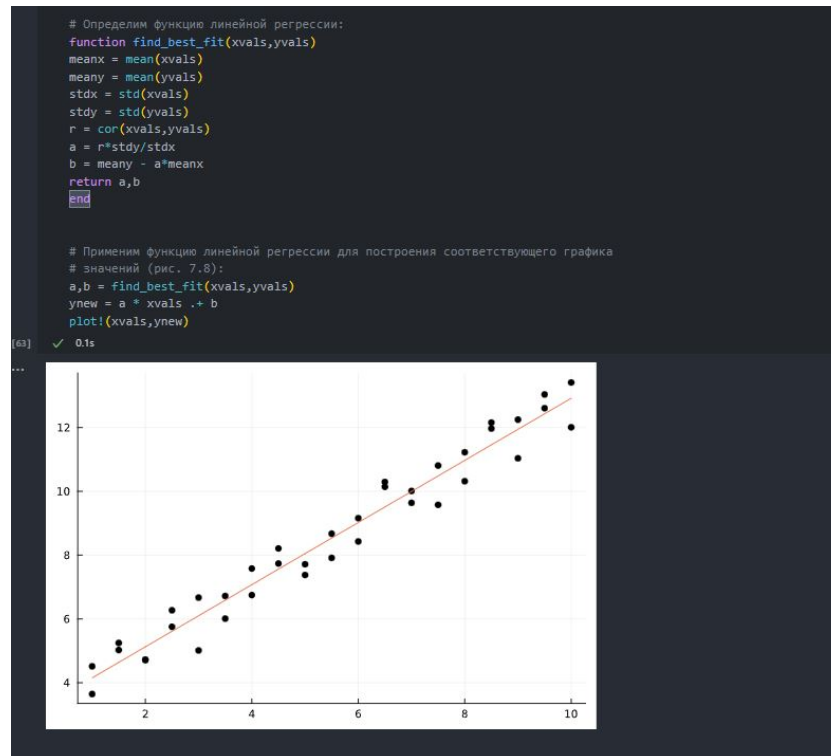 # Определим функцию линейной регрессии:
function find_best_fit(xvals,yvals)
meanx = mean(xvals)
meany = mean(yvals)
stdx = std(xvals)
stdy = std(yvals)
r = cor(xvals,yvals)
a = r*stdy/stdx
b = meany - a*meanx
return a,b
end
# Применим функцию линейной регрессии для построения соответствующего графика
# значений (рис. 7.8):
a,b = find_best_fit(xvals,yvals)
ynew = a * xvals .+ b
plot!(xvals,ynew)
[63] ✓ 0.1s
...
12
10
8
6
4
2 4 6 8 10